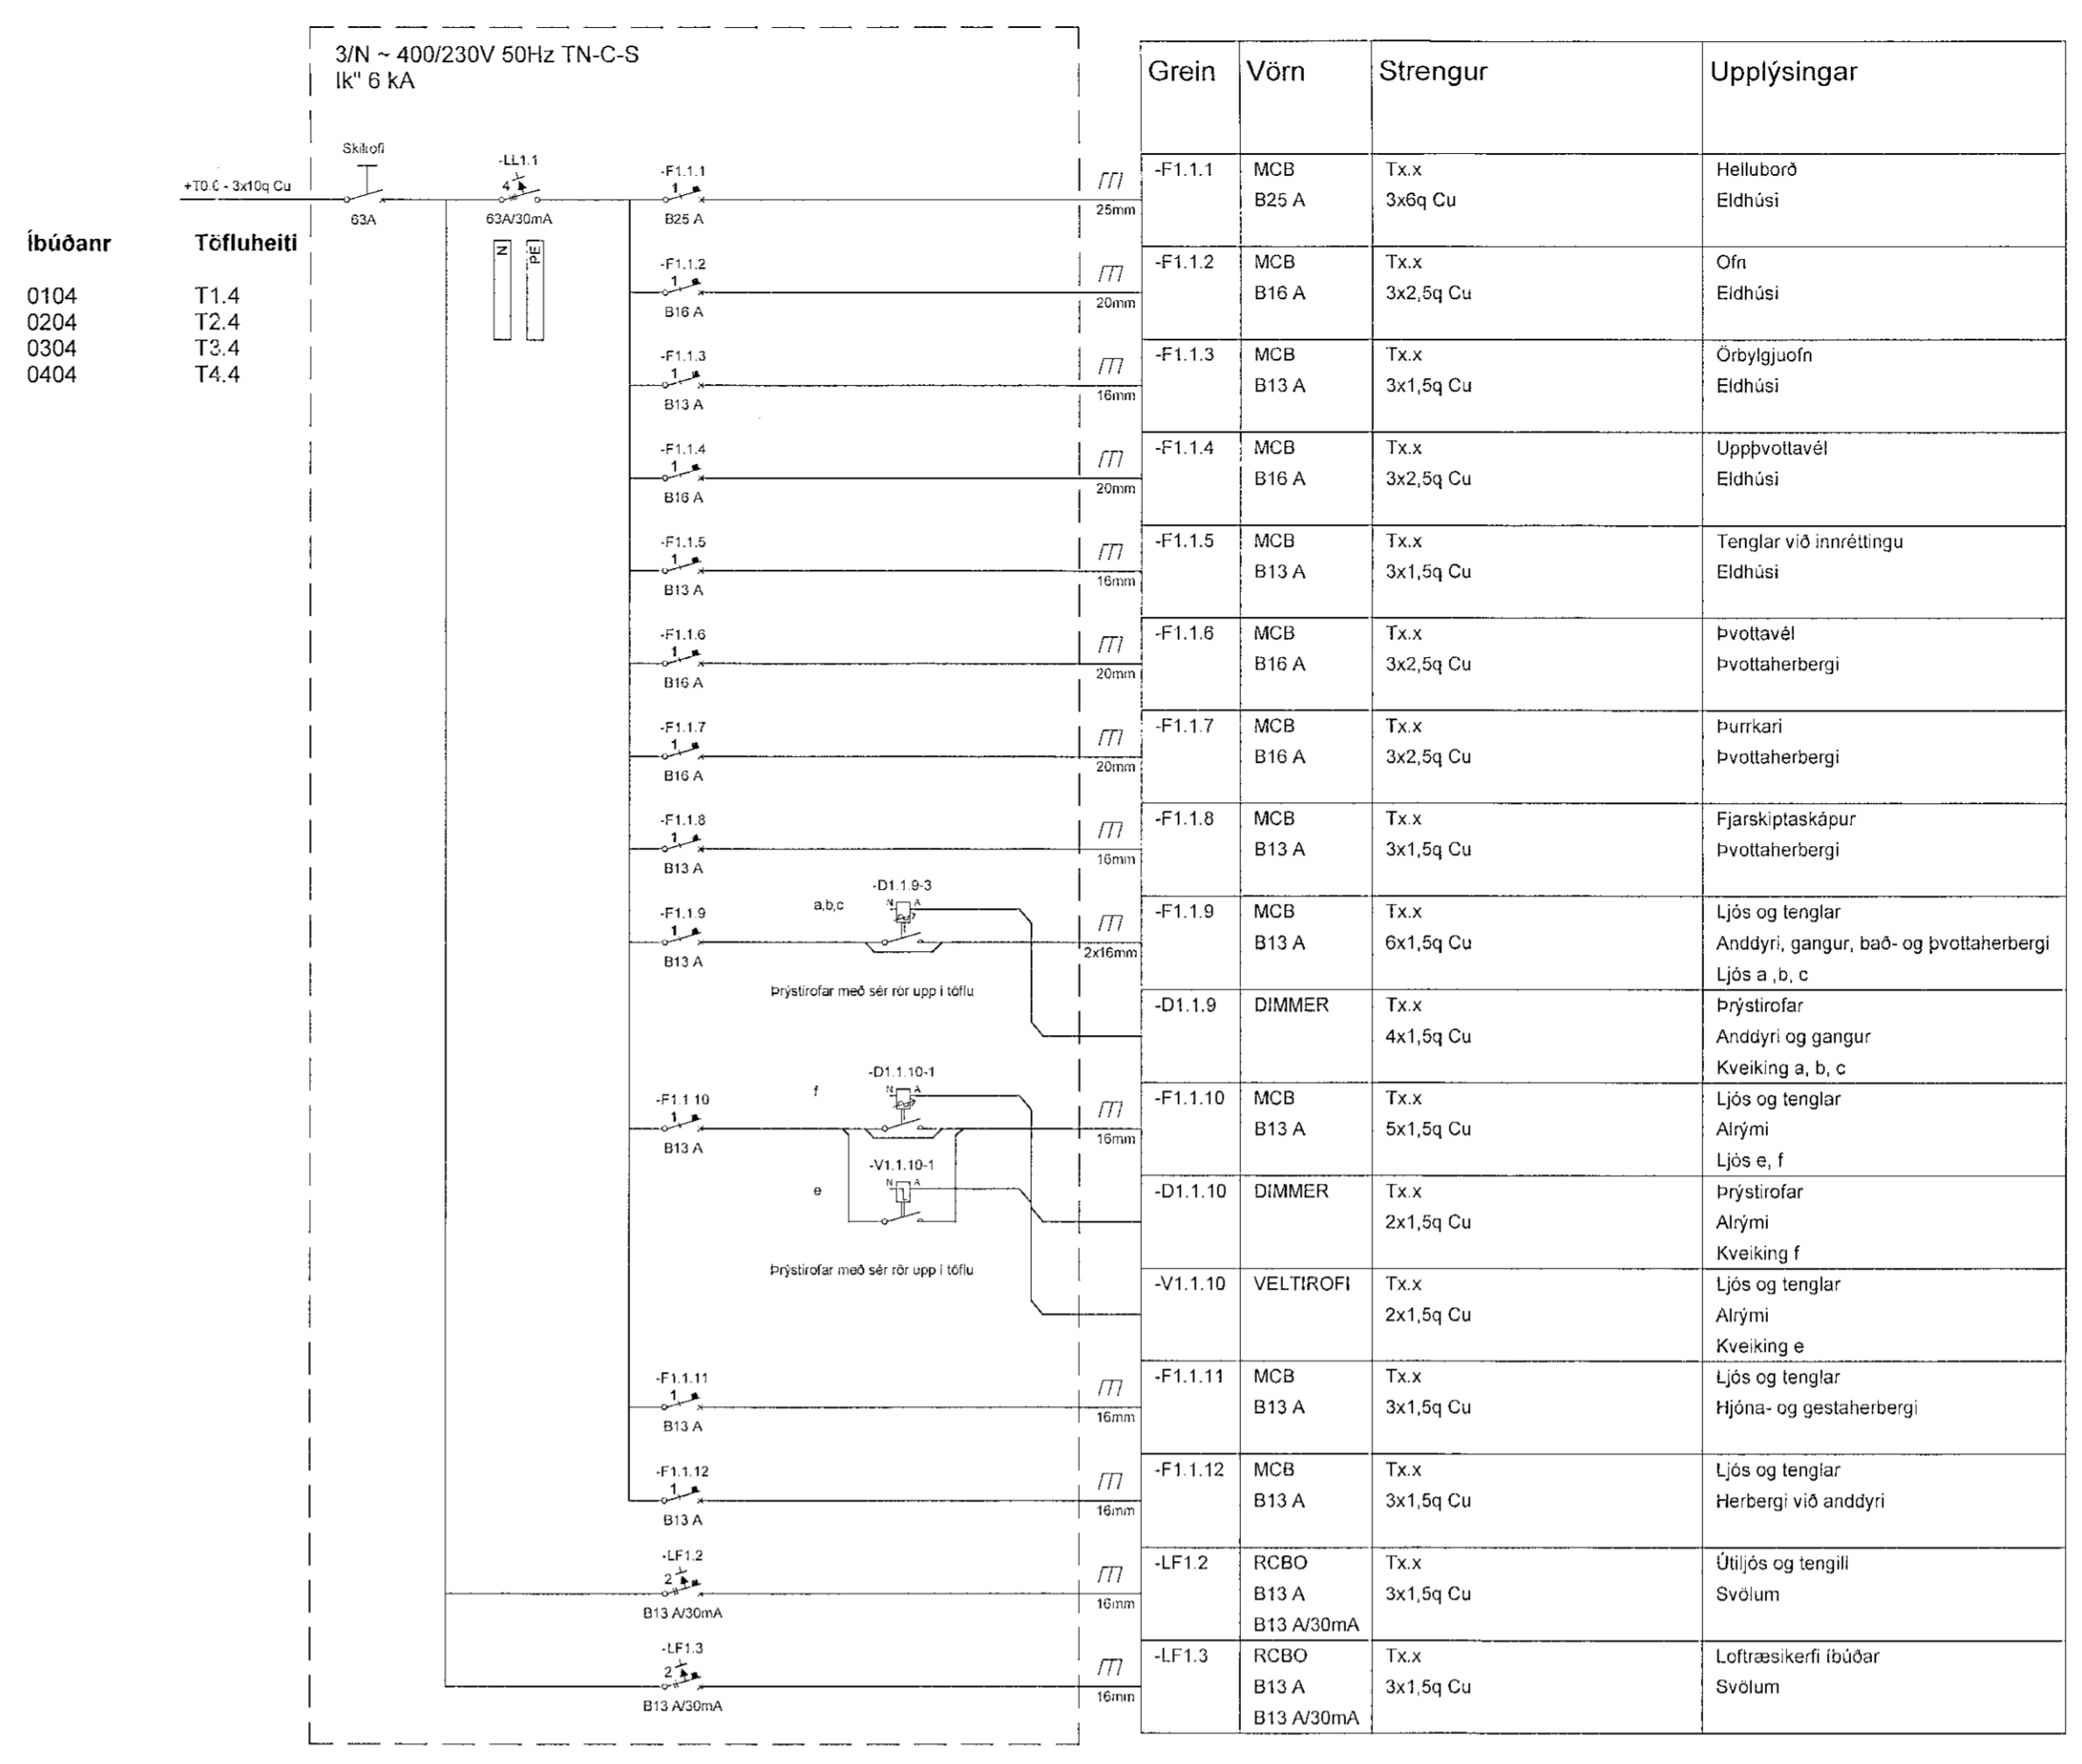 3/N ~ 400/230V 50Hz TN-C-S
Ik" 6 kA
Skilrofi
+T0.0 - 3x10q Cu
63A
-LL1.1
4
63A/30mA
N
PE
Íbúðanr Töfluheiti
0104 T1.4
0204 T2.4
0304 T3.4
0404 T4.4
-F1.1.1
1
B25 A
25mm
-F1.1.2
1
B16 A
20mm
-F1.1.3
1
B13 A
16mm
-F1.1.4
1
B16 A
20mm
-F1.1.5
1
B13 A
16mm
-F1.1.6
1
B16 A
20mm
-F1.1.7
1
B16 A
20mm
-F1.1.8
1
B13 A
16mm
-F1.1.9
1
B13 A
a,b,c
-D1.1.9-3
N A
2x16mm
Þrýstirofar með sér rör upp í töflu
-F1.1.10
1
B13 A
f
-D1.1.10-1
N A
16mm
e
-V1.1.10-1
N A
Þrýstirofar með sér rör upp í töflu
-F1.1.11
1
B13 A
16mm
-F1.1.12
1
B13 A
16mm
-LF1.2
2
B13 A/30mA
16mm
-LF1.3
2
B13 A/30mA
16mm
Grein Vörn Strengur Upplýsingar
-F1.1.1 MCB Tx.x Helluborð
B25 A 3x6q Cu Eldhúsi
-F1.1.2 MCB Tx.x Ofn
B16 A 3x2,5q Cu Eldhúsi
-F1.1.3 MCB Tx.x Örbylgjuofn
B13 A 3x1,5q Cu Eldhúsi
-F1.1.4 MCB Tx.x Uppþvottavél
B16 A 3x2,5q Cu Eldhúsi
-F1.1.5 MCB Tx.x Tenglar við innréttingu
B13 A 3x1,5q Cu Eldhúsi
-F1.1.6 MCB Tx.x Þvottavél
B16 A 3x2,5q Cu Þvottaherbergi
-F1.1.7 MCB Tx.x Þurrkari
B16 A 3x2,5q Cu Þvottaherbergi
-F1.1.8 MCB Tx.x Fjarskiptaskápur
B13 A 3x1,5q Cu Þvottaherbergi
-F1.1.9 MCB Tx.x Ljós og tenglar
B13 A 6x1,5q Cu Anddyri, gangur, bað- og þvottaherbergi
Ljós a ,b, c
-D1.1.9 DIMMER Tx.x Þrýstirofar
4x1,5q Cu Anddyri og gangur
Kveiking a, b, c
-F1.1.10 MCB Tx.x Ljós og tenglar
B13 A 5x1,5q Cu Alrými
Ljós e, f
-D1.1.10 DIMMER Tx.x Þrýstirofar
2x1,5q Cu Alrými
Kveiking f
-V1.1.10 VELTIROFI Tx.x Ljós og tenglar
2x1,5q Cu Alrými
Kveiking e
-F1.1.11 MCB Tx.x Ljós og tenglar
B13 A 3x1,5q Cu Hjóna- og gestaherbergi
-F1.1.12 MCB Tx.x Ljós og tenglar
B13 A 3x1,5q Cu Herbergi við anddyri
-LF1.2 RCBO Tx.x Útiljós og tengill
B13 A 3x1,5q Cu Svölum
B13 A/30mA
-LF1.3 RCBO Tx.x Loftræsikerfi íbúðar
B13 A 3x1,5q Cu Svölum
B13 A/30mA